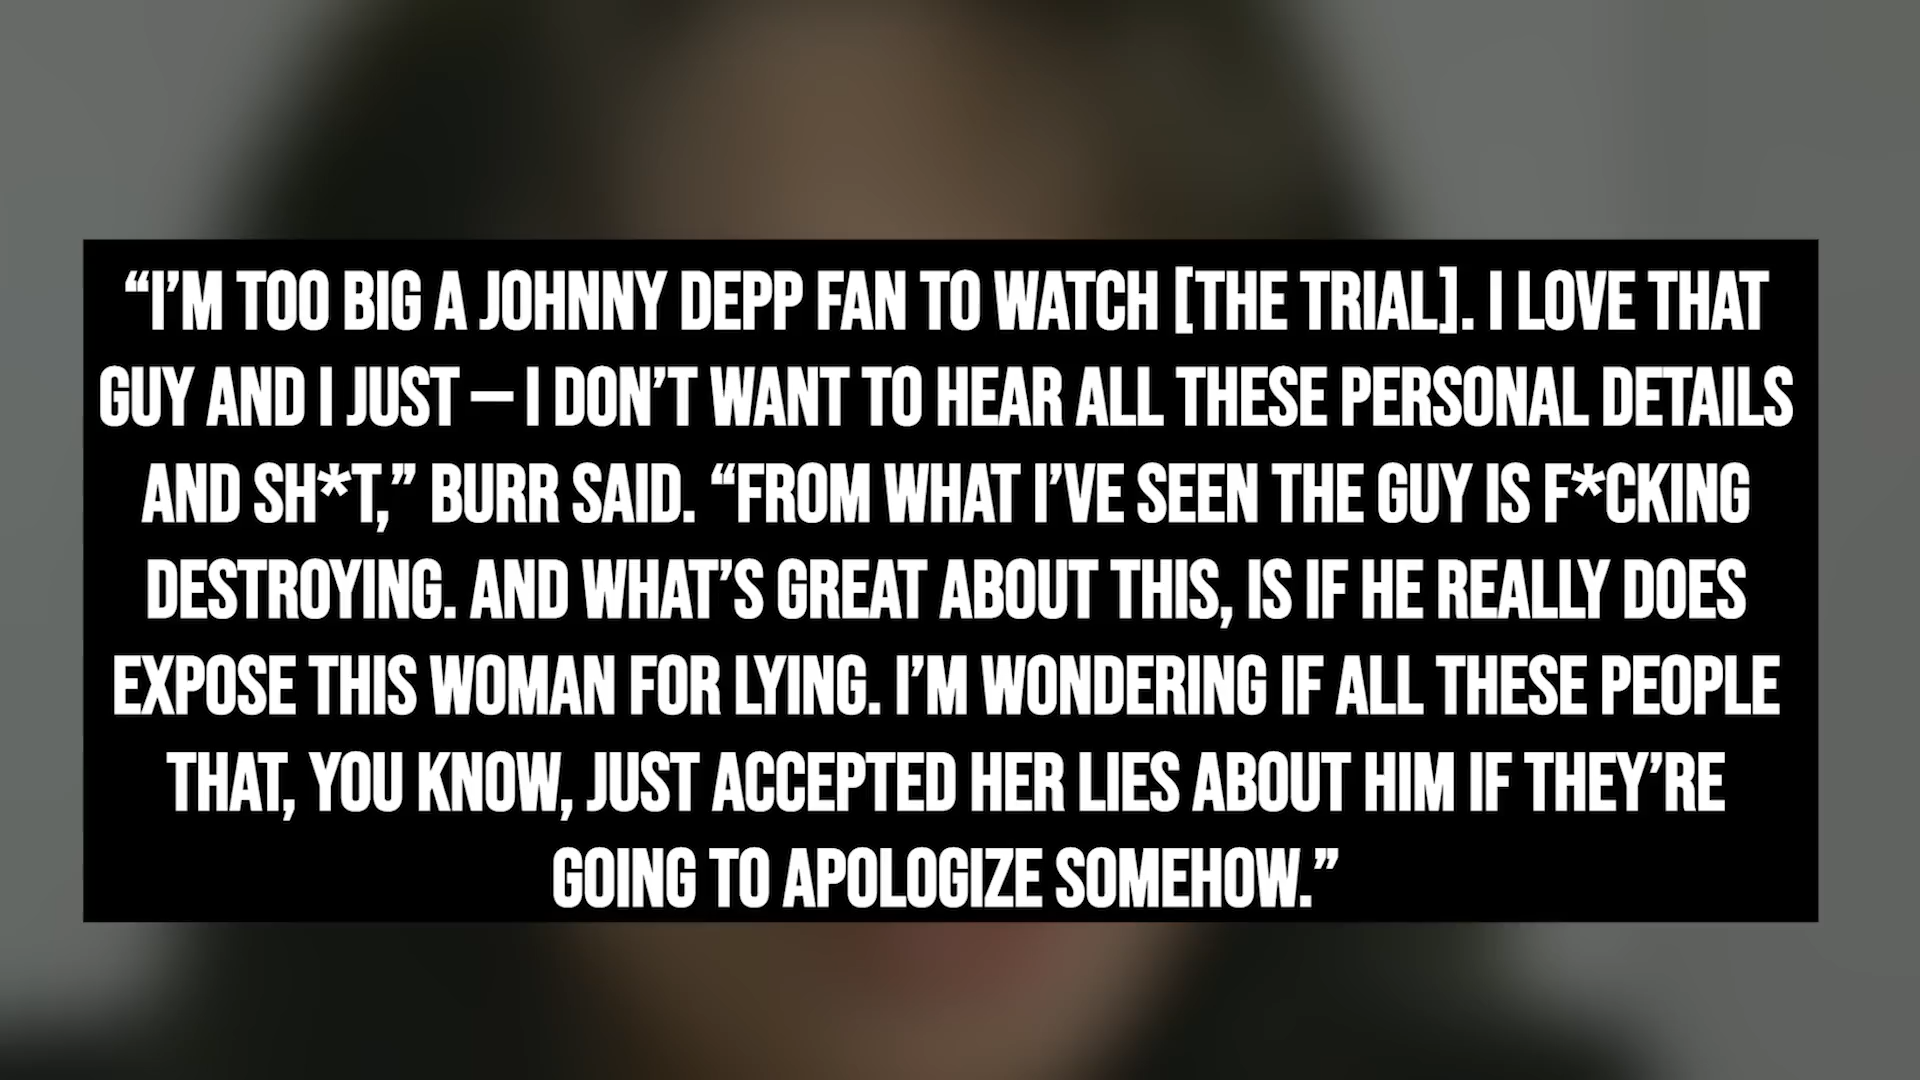 “I’M TOO BIG A JOHNNY DEPP FAN TO WATCH [THE TRIAL]. I LOVE THAT
GUY AND I JUST – I DON’T WANT TO HEAR ALL THESE PERSONAL DETAILS
AND SH*T,” BURR SAID. “FROM WHAT I’VE SEEN THE GUY IS F*CKING
DESTROYING. AND WHAT’S GREAT ABOUT THIS, IS IF HE REALLY DOES
EXPOSE THIS WOMAN FOR LYING. I’M WONDERING IF ALL THESE PEOPLE
THAT, YOU KNOW, JUST ACCEPTED HER LIES ABOUT HIM IF THEY’RE
GOING TO APOLOGIZE SOMEHOW.”